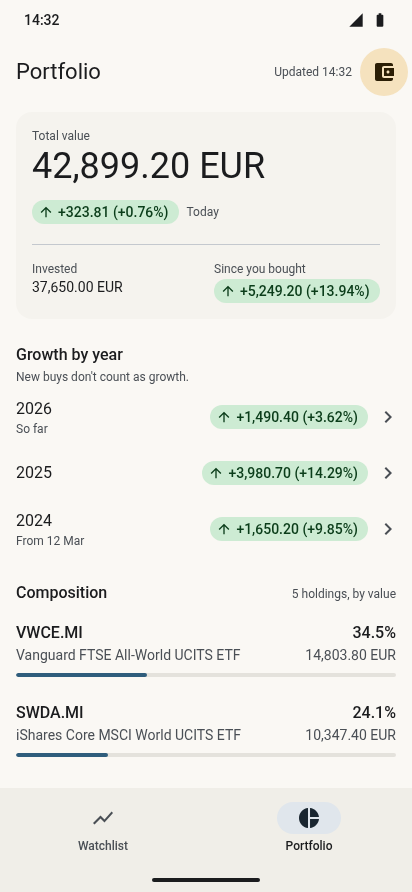 14:32
Portfolio
Updated 14:32
Total value
42,899.20 EUR
+323.81 (+0.76%) Today
Invested
37,650.00 EUR
Since you bought
+5,249.20 (+13.94%)
Growth by year
New buys don't count as growth.
2026
So far
+1,490.40 (+3.62%)
2025
+3,980.70 (+14.29%)
2024
From 12 Mar
+1,650.20 (+9.85%)
Composition
5 holdings, by value
VWCE.MI
34.5%
Vanguard FTSE All-World UCITS ETF
14,803.80 EUR
SWDA.MI
24.1%
iShares Core MSCI World UCITS ETF
10,347.40 EUR
Watchlist
Portfolio